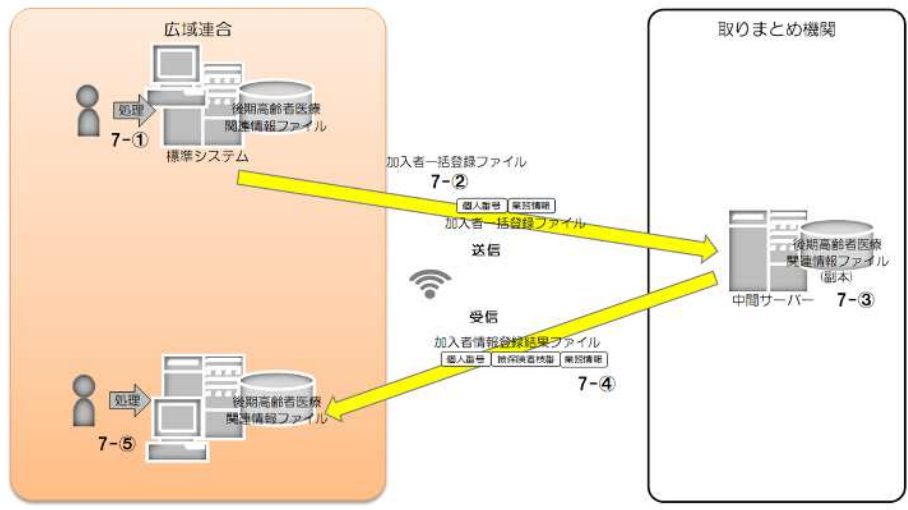 広域連合
処理
7-①
後期高齢者医療
関連情報ファイル
標準システム
加入者一括登録ファイル
7-②
個人番号 業務情報
加入者一括登録ファイル
送信
取りまとめ機関
後期高齢者医療
関連情報ファイル
(副本)
中間サーバー
7-③
受信
加入者情報登録結果ファイル
個人番号 被保険者枝番 業務情報
7-④
処理
7-⑤
後期高齢者医療
関連情報ファイル